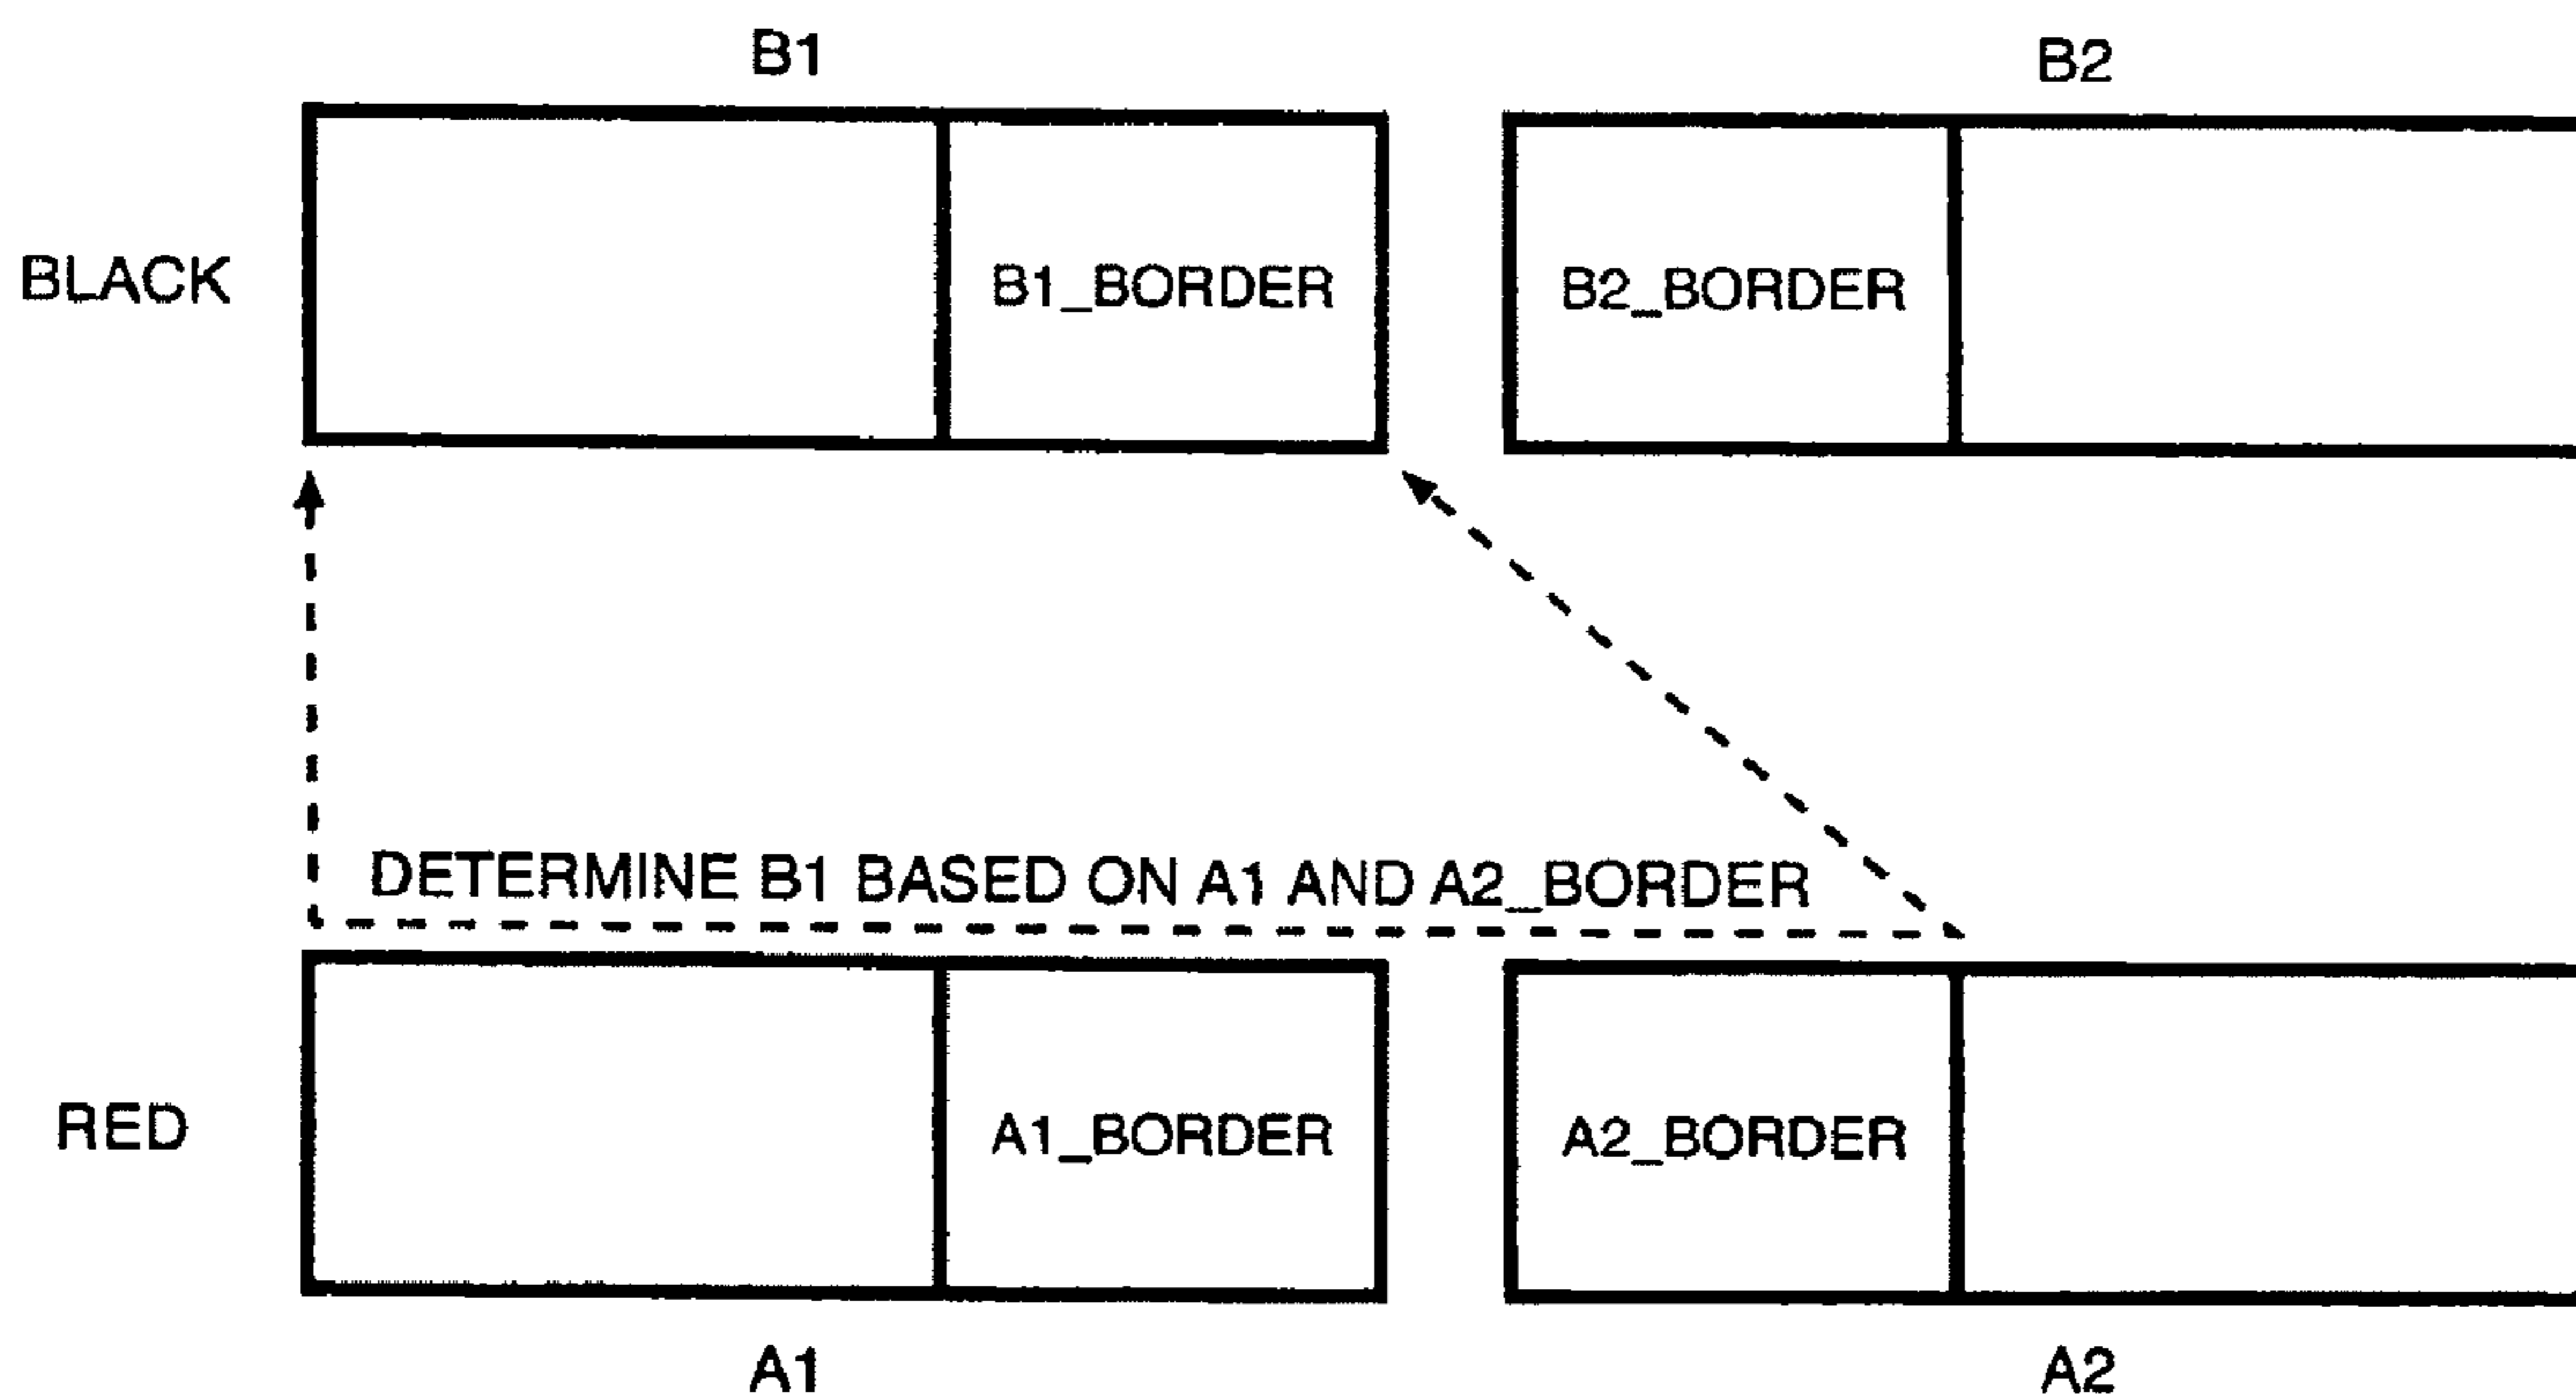 B1 B2
BLACK B1_BORDER B2_BORDER
DETERMINE B1 BASED ON A1 AND A2_BORDER
RED A1_BORDER A2_BORDER
A1 A2